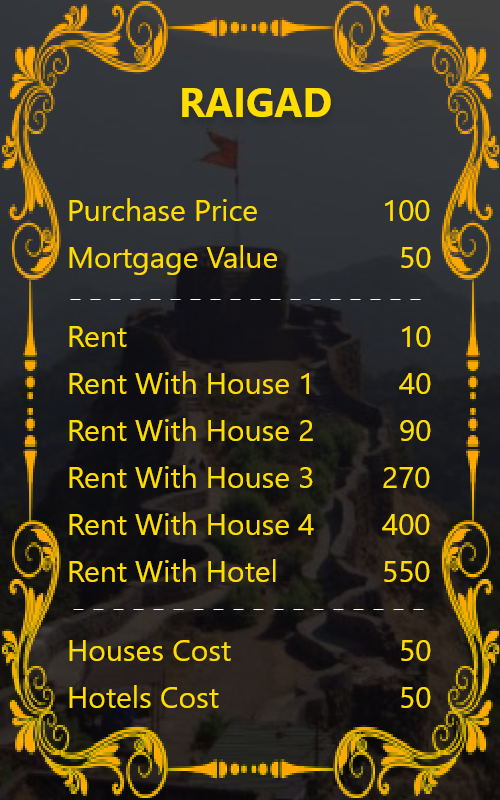 RAIGAD
Purchase Price 100
Mortgage Value 50
Rent 10
Rent With House 1 40
Rent With House 2 90
Rent With House 3 270
Rent With House 4 400
Rent With Hotel 550
Houses Cost 50
Hotels Cost 50